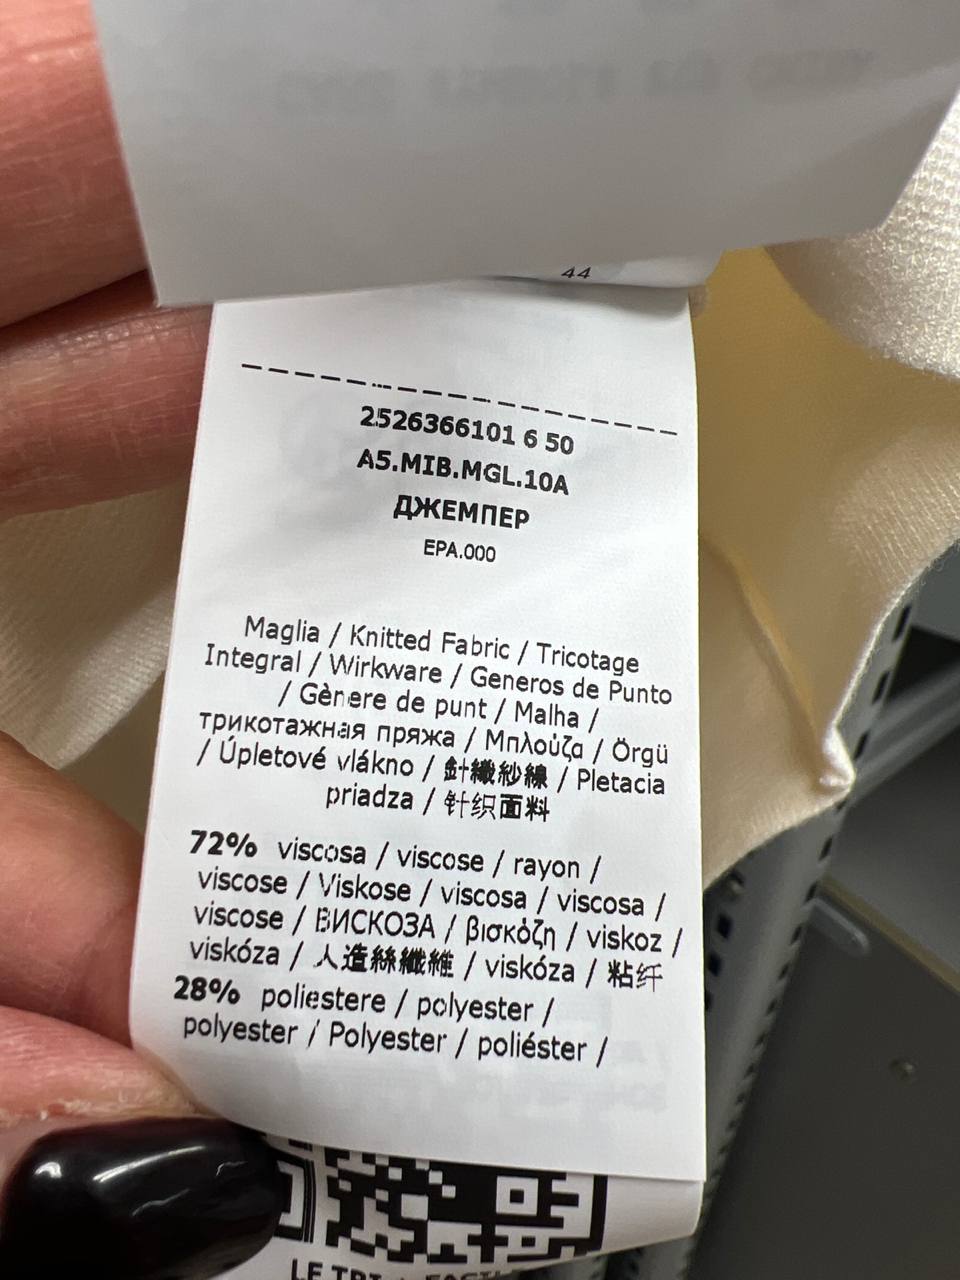 44
2526366101 6 50
A5.MIB.MGL.10A
ДЖЕМПЕР
EPA.000
Maglia / Knitted Fabric / Tricotage
Integral / Wirkware / Generos de Punto
/ Gènere de punt / Malha /
трикотажная пряжа / Μπλούζα / Örgü
/ Úpletové vlákno / 針織紗線 / Pletacia
priadza / 针织面料
72% viscosa / viscose / rayon /
viscose / Viskose / viscosa / viscosa /
viscose / ВИСКОЗА / βισκόζη / viskoz /
viskóza / 人造絲纖維 / viskóza / 粘纤
28% poliestere / polyester /
polyester / Polyester / poliéster /